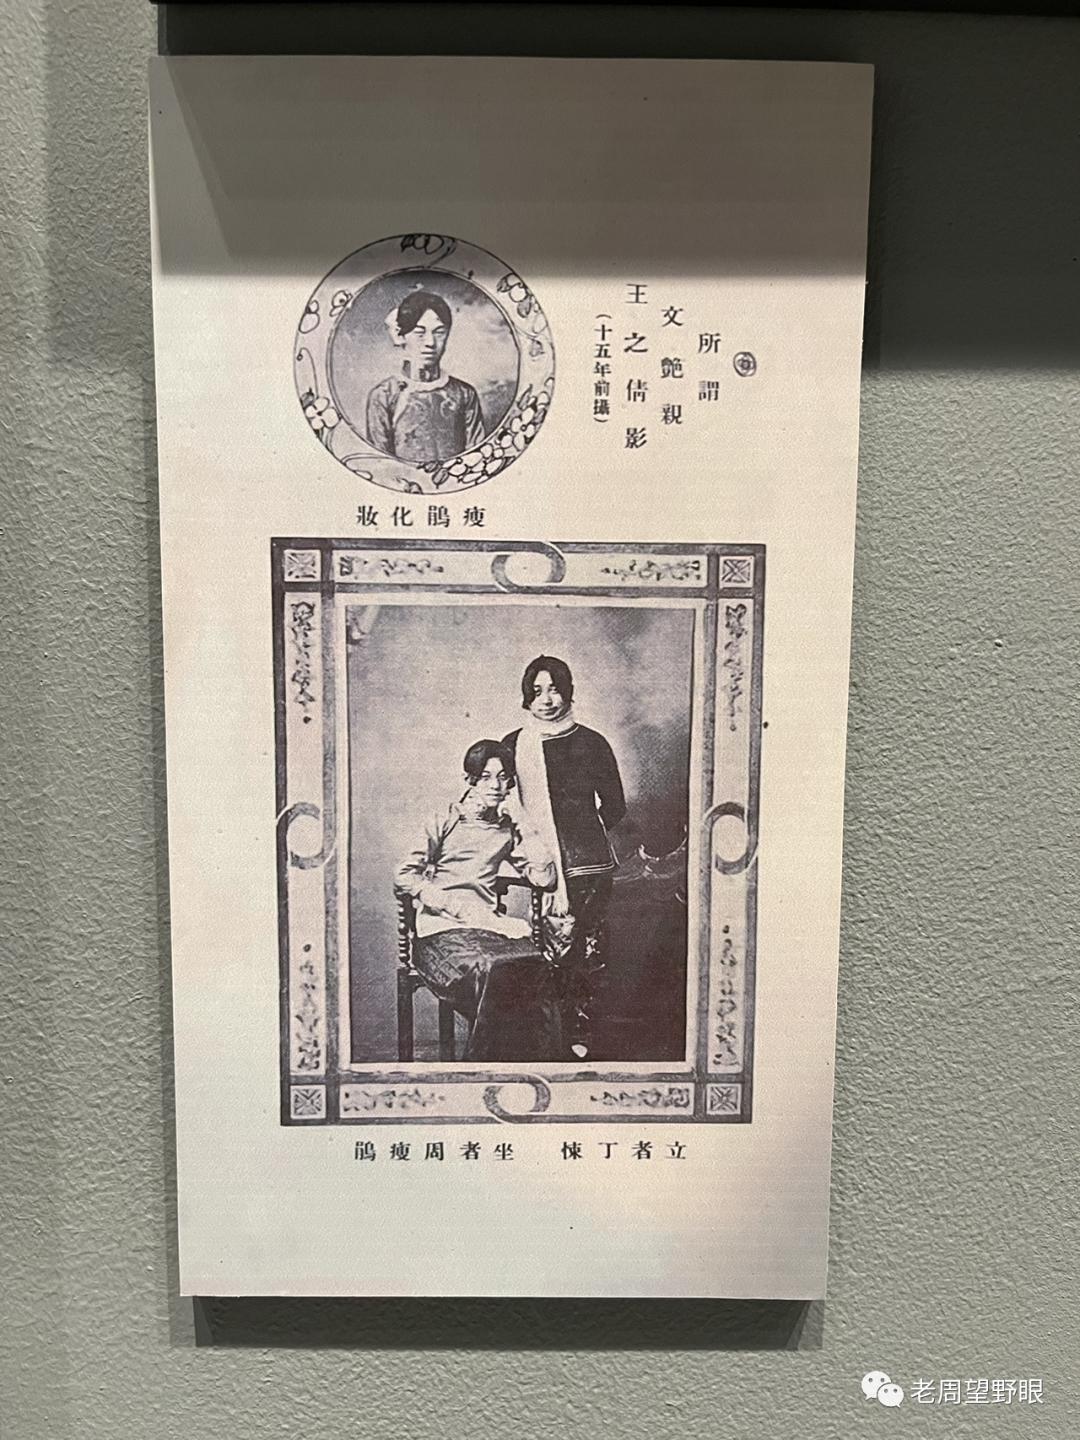 所謂
文艷親
王之倩影
（十五年前攝）
瘦鵑化妝
立者丁悚　坐者周瘦鵑
老周望野眼